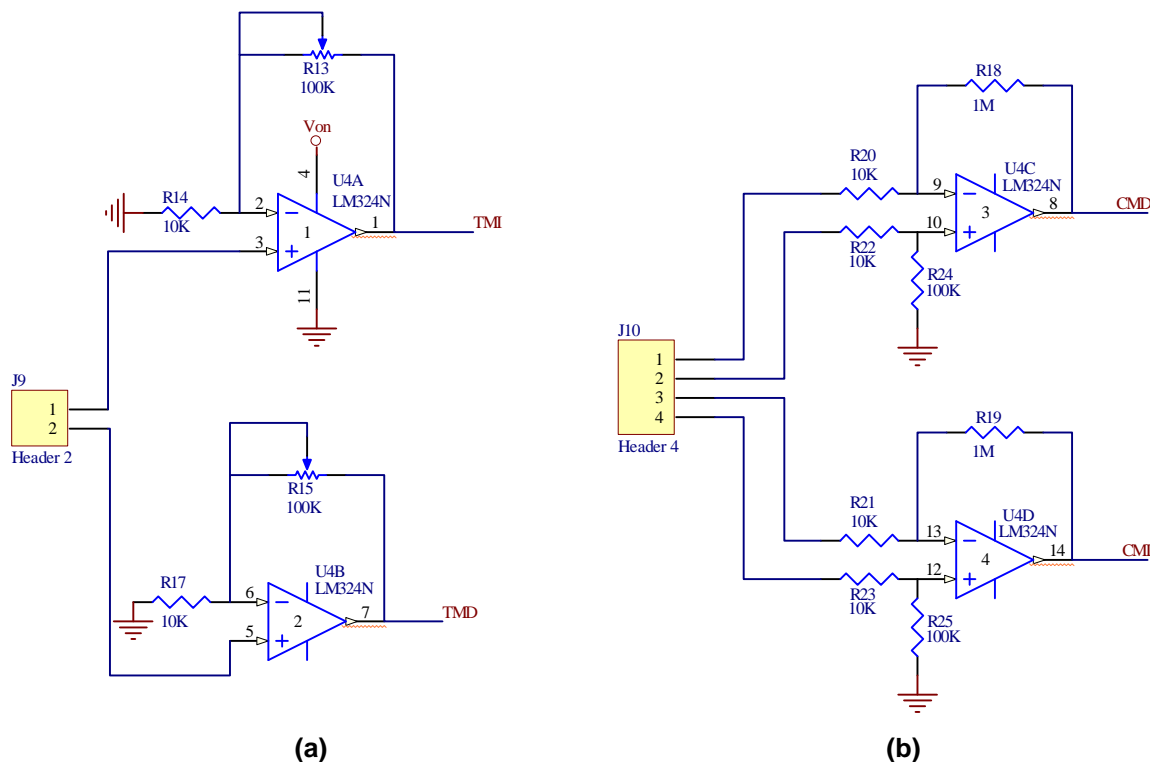 R13
100K
Von
4
U4A
LM324N
R14
10K
2
3
1
1
TMI
11
J9
1
2
Header 2
R15
100K
R17
10K
U4B
LM324N
6
5
2
7
TMD
(a)
R18
1M
R20
10K
U4C
LM324N
9
10
3
8
CMD
R22
10K
R24
100K
J10
1
2
3
4
Header 4
R19
1M
R21
10K
U4D
LM324N
13
12
4
14
R23
10K
R25
100K
(b)